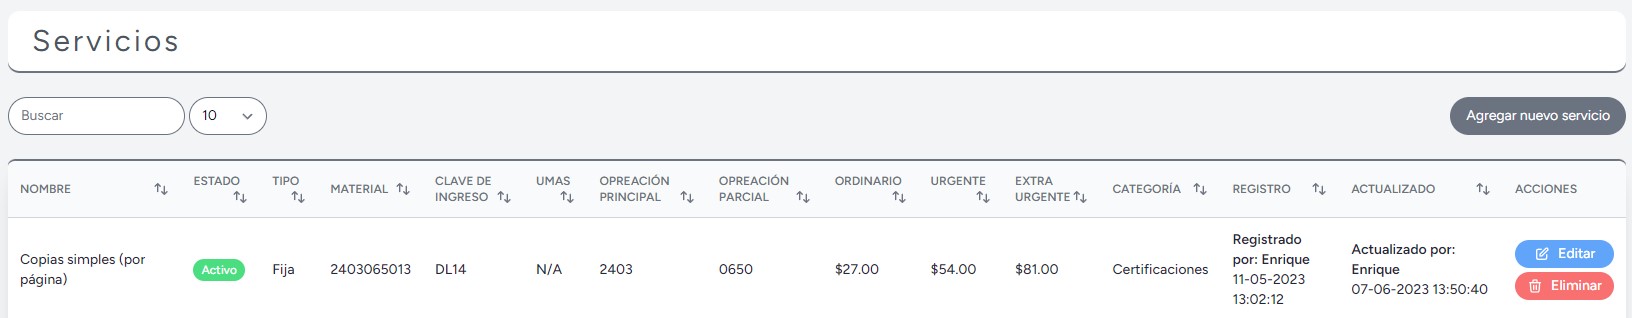 Servicios
Buscar
10
Agregar nuevo servicio
NOMBRE
ESTADO
TIPO
MATERIAL
CLAVE DE
INGRESO
UMAS
OPREACIÓN
PRINCIPAL
OPREACIÓN
PARCIAL
ORDINARIO
URGENTE
EXTRA
URGENTE
CATEGORÍA
REGISTRO
ACTUALIZADO
ACCIONES
Copias simples (por
página)
Activo
Fija
2403065013
DL14
N/A
2403
0650
$27.00
$54.00
$81.00
Certificaciones
Registrado
por: Enrique
11-05-2023
13:02:12
Actualizado por:
Enrique
07-06-2023 13:50:40
Editar
Eliminar